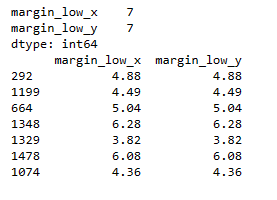 margin_low_x    7
margin_low_y    7
dtype: int64
      margin_low_x  margin_low_y
292           4.88          4.88
1199          4.49          4.49
664           5.04          5.04
1348          6.28          6.28
1329          3.82          3.82
1478          6.08          6.08
1074          4.36          4.36